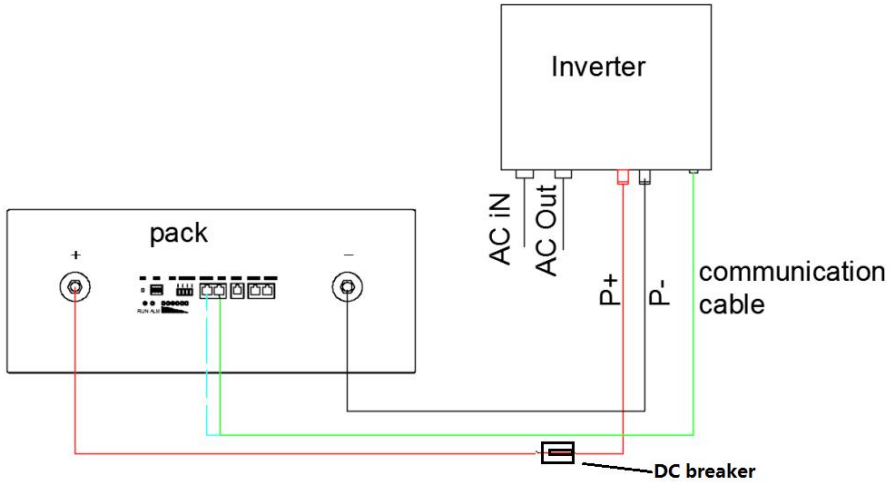 Inverter
AC iN
AC Out
P+
P-
communication
cable
pack
+
−
RUN ALM
DC breaker